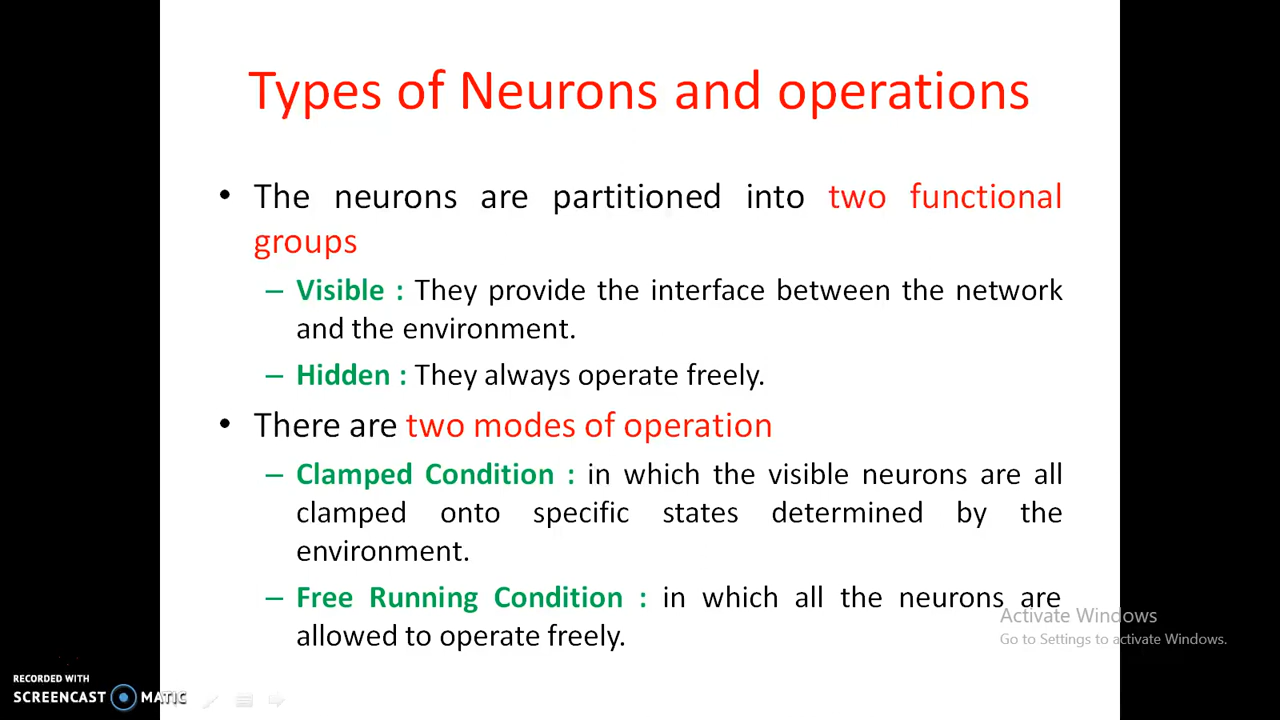 Types of Neurons and operations
• The neurons are partitioned into two functional
groups
– Visible : They provide the interface between the network
and the environment.
– Hidden : They always operate freely.
• There are two modes of operation
– Clamped Condition : in which the visible neurons are all
clamped onto specific states determined by the
environment.
– Free Running Condition : in which all the neurons are
allowed to operate freely.
Activate Windows
Go to Settings to activate Windows.
RECORDED WITH
SCREENCAST MATIC